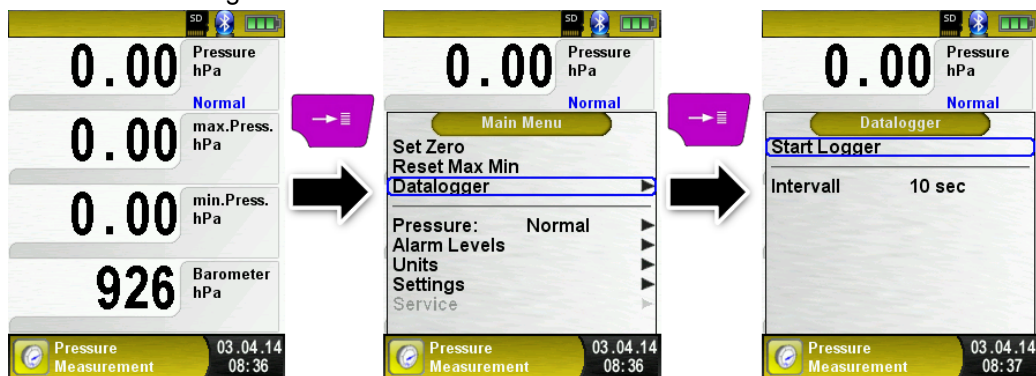 SD
0.00 Pressure
hPa
Normal
0.00 max.Press.
hPa
0.00 min.Press.
hPa
926 Barometer
hPa
Pressure 03.04.14
Measurement 08:36
SD
0.00 Pressure
hPa
Normal
Main Menu
Set Zero
Reset Max Min
Datalogger
Pressure: Normal
Alarm Levels
Units
Settings
Service
Pressure 03.04.14
Measurement 08:36
SD
0.00 Pressure
hPa
Normal
Datalogger
Start Logger
Intervall 10 sec
Pressure 03.04.14
Measurement 08:37